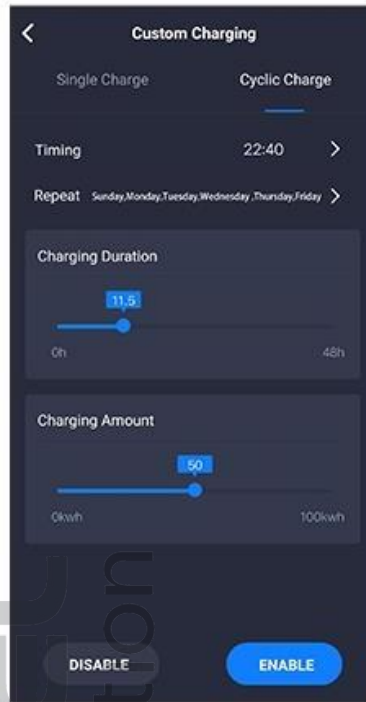 Custom Charging
Single Charge Cyclic Charge
Timing 22:40
Repeat Sunday,Monday,Tuesday,Wednesday ,Thursday,Friday
Charging Duration
11.5
0h 48h
Charging Amount
50
0kwh 100kwh
DISABLE ENABLE